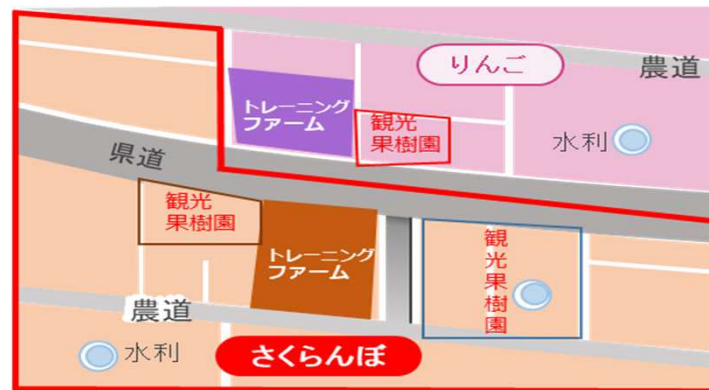 りんご
農道
トレーニング
ファーム
観光
果樹園
水利
県道
観光
果樹園
トレーニング
ファーム
観光果樹園
農道
水利
さくらんぼ